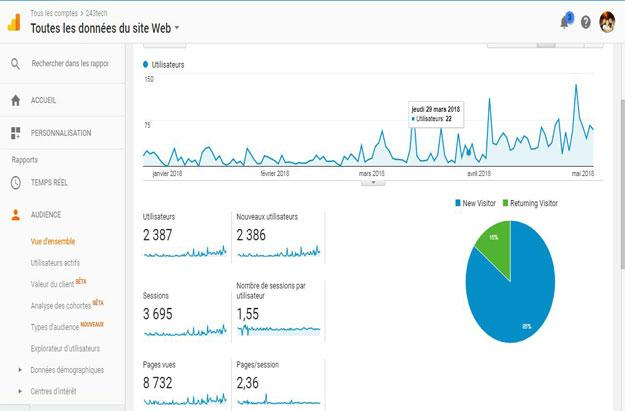 Tous les comptes > 243tech
Toutes les données du site Web
3
Rechercher dans les rappor
ACCUEIL
PERSONNALISATION
Rapports
TEMPS RÉEL
AUDIENCE
Vue d'ensemble
Utilisateurs actifs
Valeur du client BÊTA
Analyse des cohortes BÊTA
Types d'audience NOUVEAUX
Explorateur d'utilisateurs
Données démographiques
Centres d'intérêt
Utilisateurs
150
75
jeudi 29 mars 2018
Utilisateurs: 22
janvier 2018 février 2018 mars 2018 avril 2018 mai 2018
New Visitor Returning Visitor
Utilisateurs Nouveaux utilisateurs
2 387 2 386
Sessions Nombre de sessions par utilisateur
3 695 1,55
Pages vues Pages/session
8 732 2,36
15%
85%